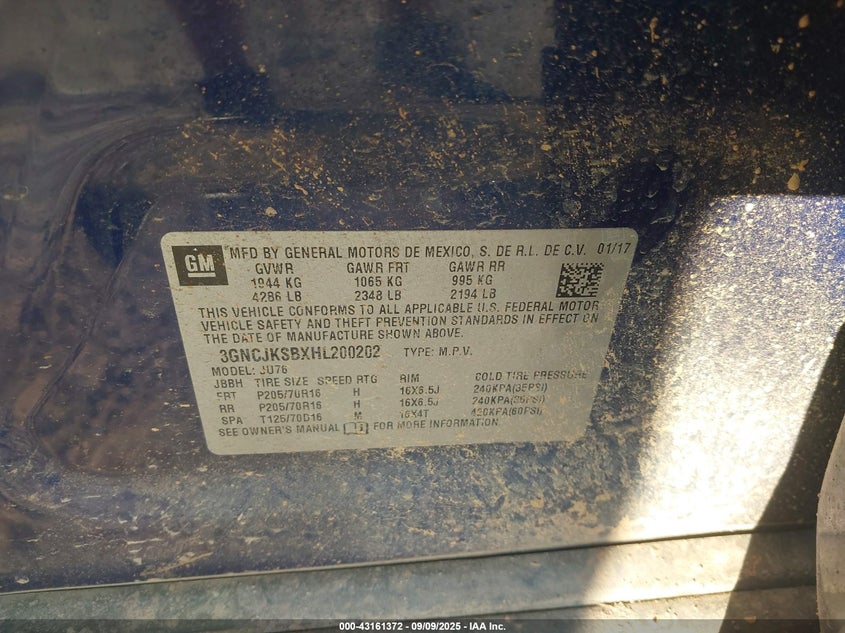 GM
MFD BY GENERAL MOTORS DE MEXICO, S. DE R.L. DE C.V. 01/17
GVWR GAWR FRT GAWR RR
1944 KG 1065 KG 995 KG
4286 LB 2348 LB 2194 LB
THIS VEHICLE CONFORMS TO ALL APPLICABLE U.S. FEDERAL MOTOR
VEHICLE SAFETY AND THEFT PREVENTION STANDARDS IN EFFECT ON
THE DATE OF MANUFACTURE SHOWN ABOVE.
3GNCJKSBXHL200202 TYPE: M.P.V.
MODEL: JU76
JBBH TIRE SIZE SPEED RTG RIM COLD TIRE PRESSURE
FRT P205/70R16 H 16X6.5J 240KPA(35PSI)
RR P205/70R16 H 16X6.5J 240KPA(35PSI)
SPA T125/70D16 M 16X4T 420KPA(60PSI)
SEE OWNER'S MANUAL FOR MORE INFORMATION
000-43161372 - 09/09/2025 - IAA Inc.